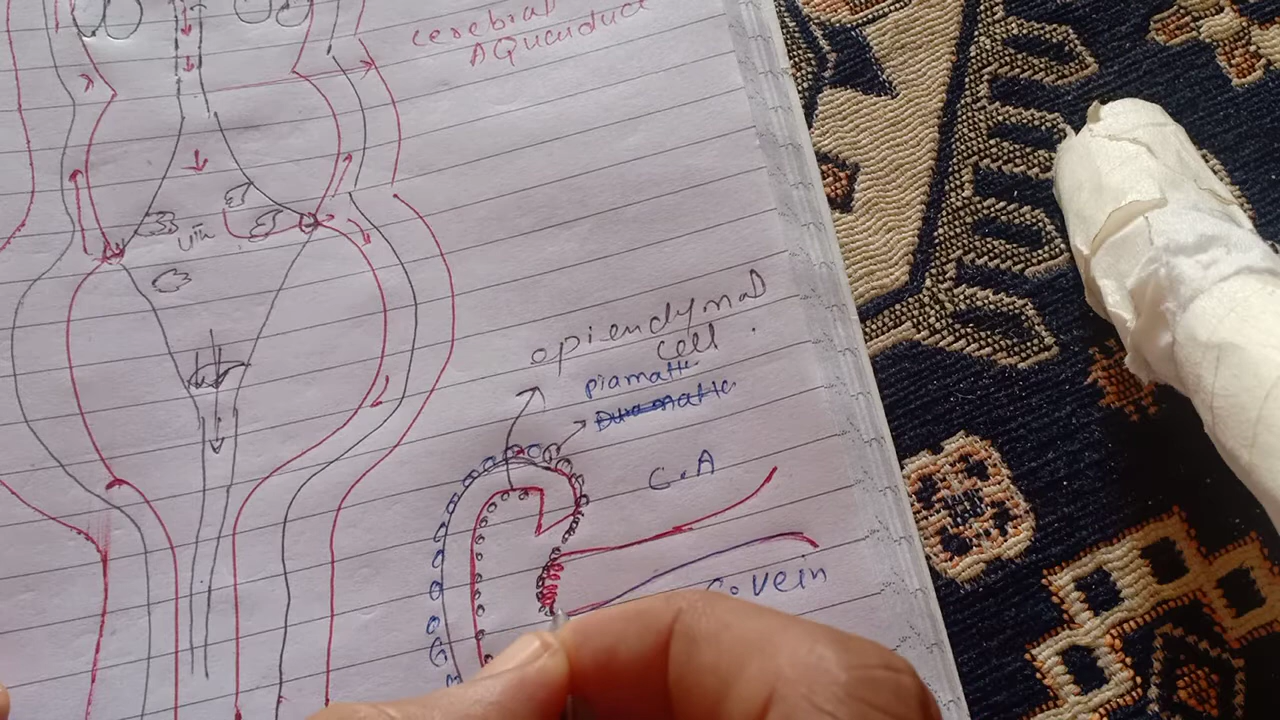 cerebral
AQueduct
epiendymal
cell
piamatte
Duramatte
C.A
C.vein